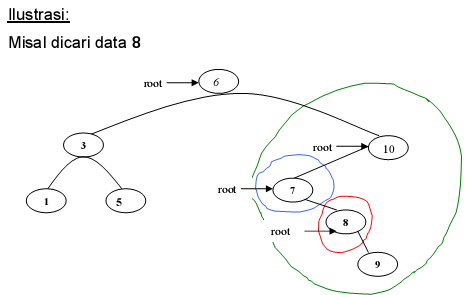 Ilustrasi:
Misal dicari data 8
root 6
3
root 10
1
5
root 7
root 8
9